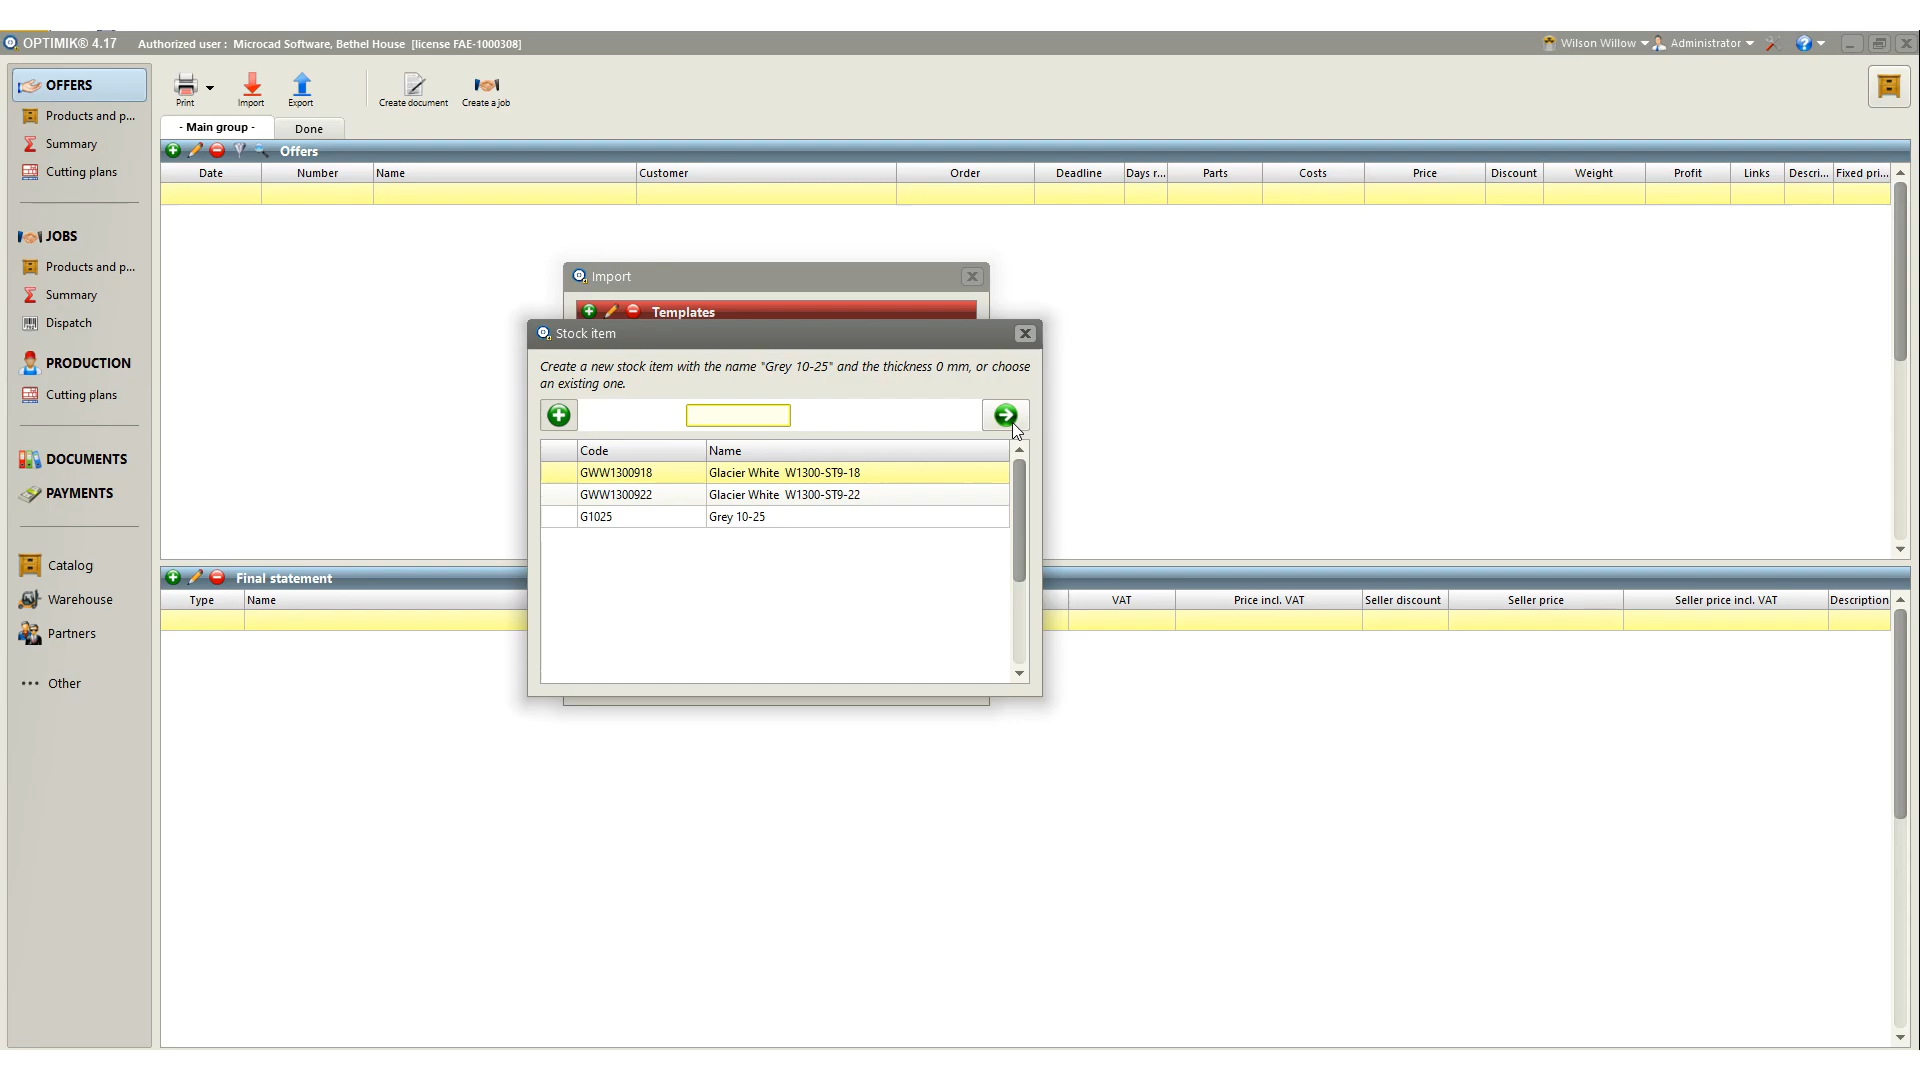 OPTIMIK® 4.17 Authorized user : Microcad Software, Bethel House [license FAE-1000308] Wilson Willow Administrator
OFFERS
Products and p...
Summary
Cutting plans
JOBS
Products and p...
Summary
Dispatch
PRODUCTION
Cutting plans
DOCUMENTS
PAYMENTS
Catalog
Warehouse
Partners
Other
Print Import Export Create document Create a job
- Main group - Done
Offers
Date Number Name Customer Order Deadline Days r... Parts Costs Price Discount Weight Profit Links Descri... Fixed pri...
Import
Templates
Stock item
Create a new stock item with the name "Grey 10-25" and the thickness 0 mm, or choose
an existing one.
Code Name
GWW1300918 Glacier White W1300-ST9-18
GWW1300922 Glacier White W1300-ST9-22
G1025 Grey 10-25
Final statement
Type Name VAT Price incl. VAT Seller discount Seller price Seller price incl. VAT Description